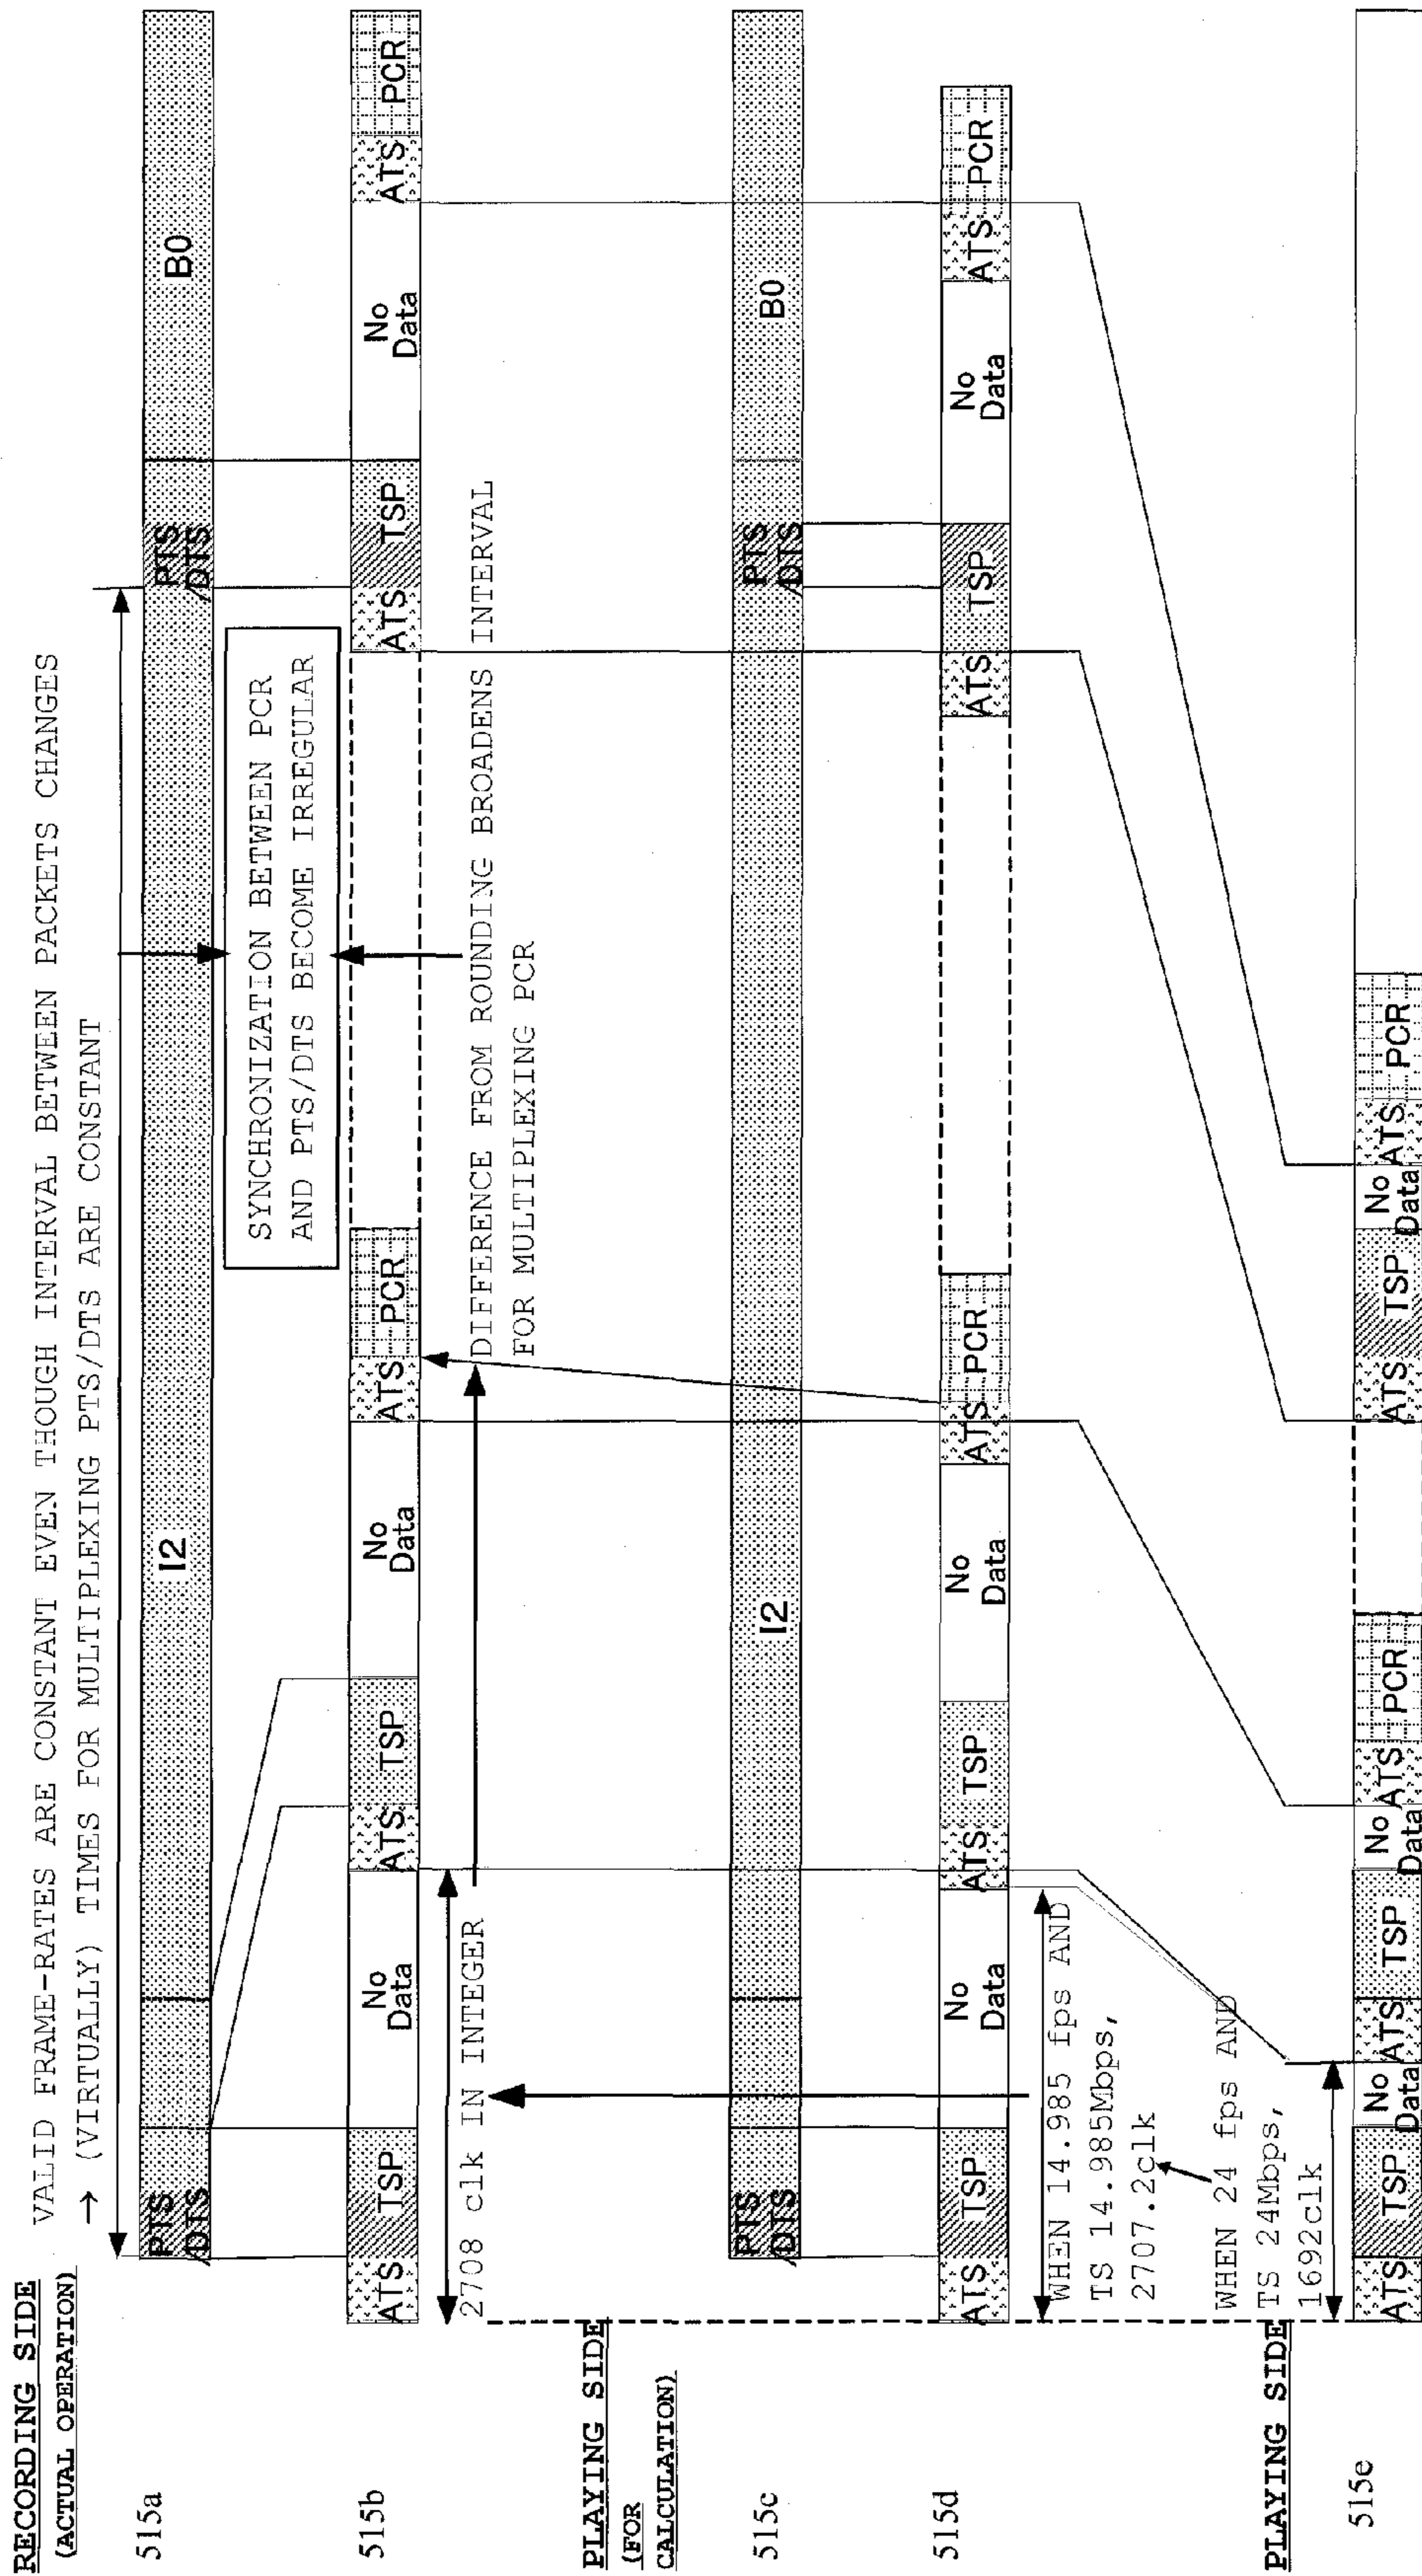 RECORDING SIDE
(ACTUAL OPERATION)
VALID FRAME-RATES ARE CONSTANT EVEN THOUGH INTERVAL BETWEEN PACKETS CHANGES
→ (VIRTUALLY) TIMES FOR MULTIPLEXING PTS/DTS ARE CONSTANT
515a
PTS
/DTS
I2
PTS
/DTS
B0
SYNCHRONIZATION BETWEEN PCR
AND PTS/DTS BECOME IRREGULAR
515b
ATS
TSP
No
Data
ATS
TSP
No
Data
ATS
PCR
ATS
TSP
No
Data
ATS
PCR
2708 clk IN INTEGER
DIFFERENCE FROM ROUNDING BROADENS INTERVAL
FOR MULTIPLEXING PCR
PLAYING SIDE
(FOR
CALCULATION)
515c
PTS
/DTS
I2
PTS
/DTS
B0
515d
ATS
TSP
No
Data
ATS
TSP
No
Data
ATS
PCR
ATS
TSP
No
Data
ATS
PCR
WHEN 14.985 fps AND
TS 14.985Mbps,
2707.2clk
WHEN 24 fps AND
TS 24Mbps,
1692clk
PLAYING SIDE
515e
ATS
TSP
No
Data
ATS
TSP
No
Data
ATS
PCR
ATS
TSP
No
Data
ATS
PCR